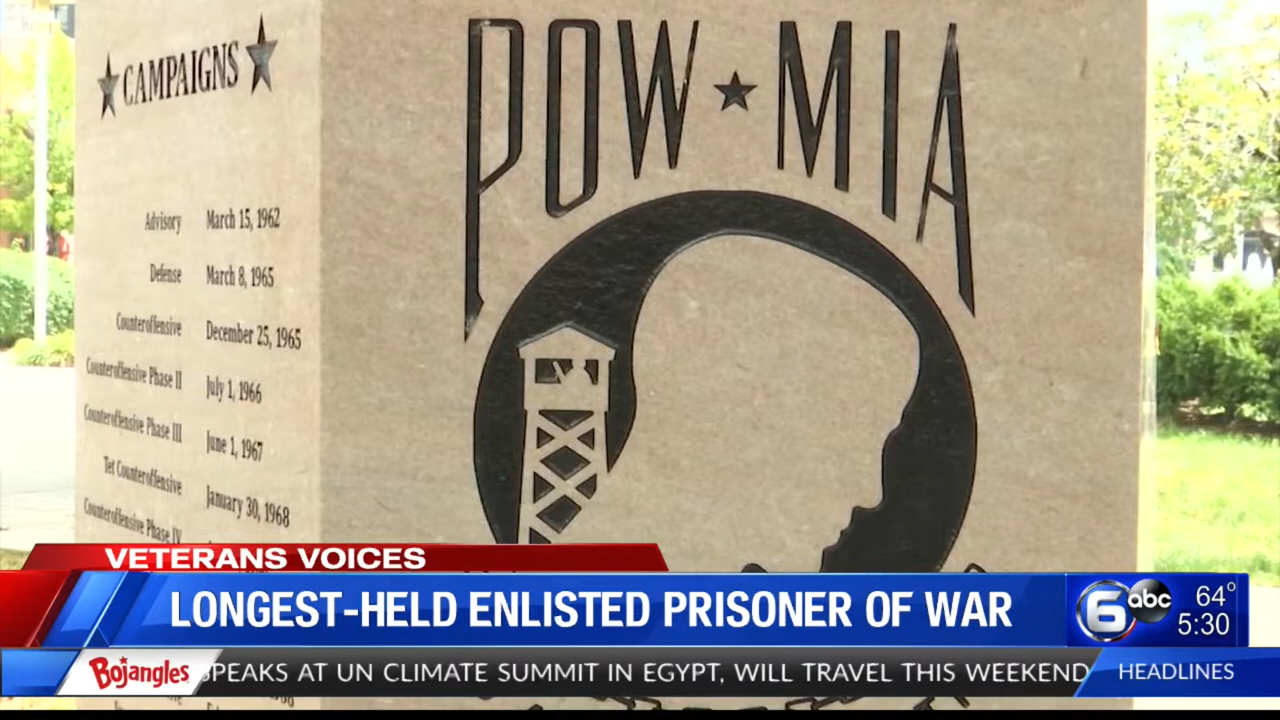 ★ CAMPAIGNS ★
Advisory March 15, 1962
Defense March 8, 1965
Counteroffensive December 25, 1965
Counteroffensive Phase II July 1, 1966
Counteroffensive Phase III June 1, 1967
Tet Counteroffensive January 30, 1968
Counteroffensive Phase IV
POW ★ MIA
VETERANS VOICES
LONGEST-HELD ENLISTED PRISONER OF WAR
6 abc
64°
5:30
Bojangles
SPEAKS AT UN CLIMATE SUMMIT IN EGYPT, WILL TRAVEL THIS WEEKEND
HEADLINES